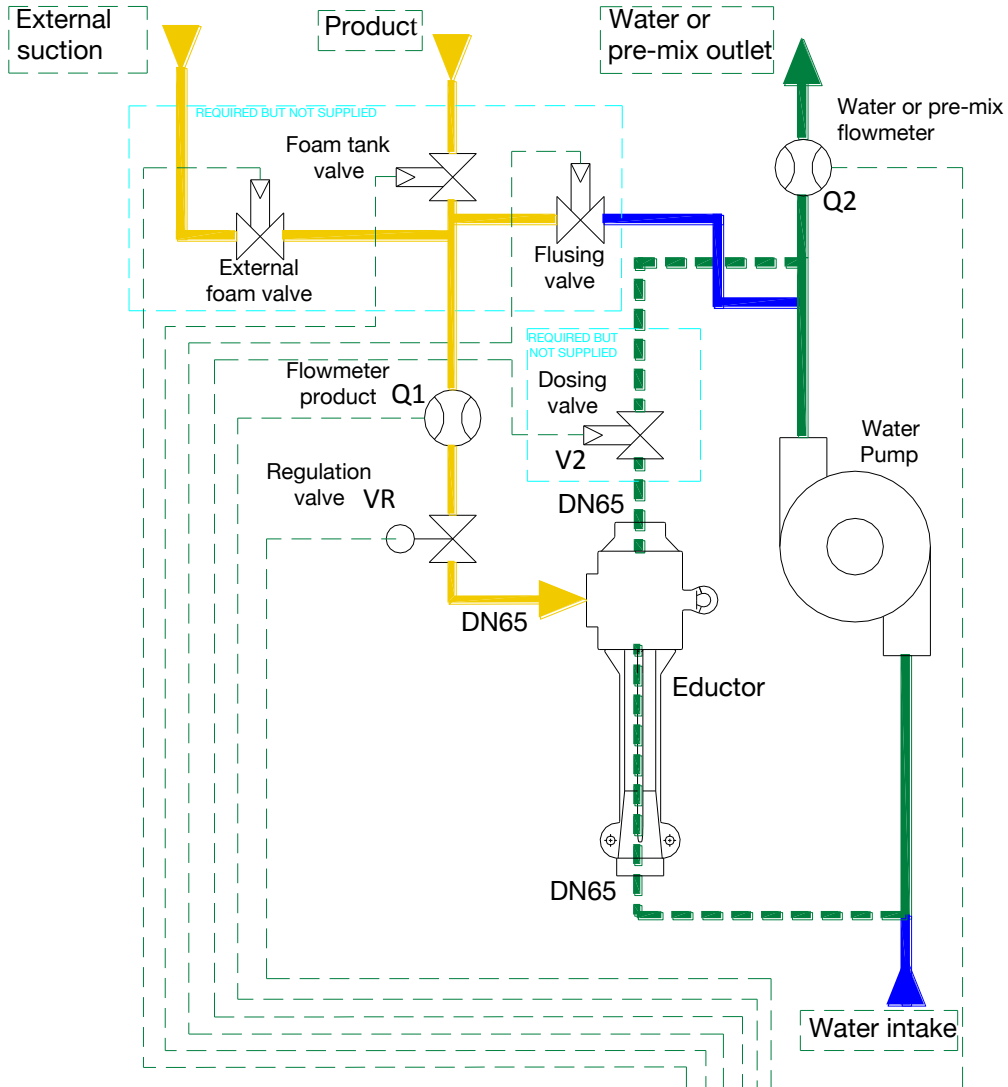 External
suction
Product
Water or
pre-mix outlet
REQUIRED BUT NOT SUPPLIED
Water or pre-mix
flowmeter
Foam tank
valve
Q2
External
foam valve
Flusing
valve
REQUIRED BUT
NOT SUPPLIED
Flowmeter
product
Q1
Dosing
valve
V2
Water
Pump
Regulation
valve
VR
DN65
DN65
Eductor
DN65
Water intake